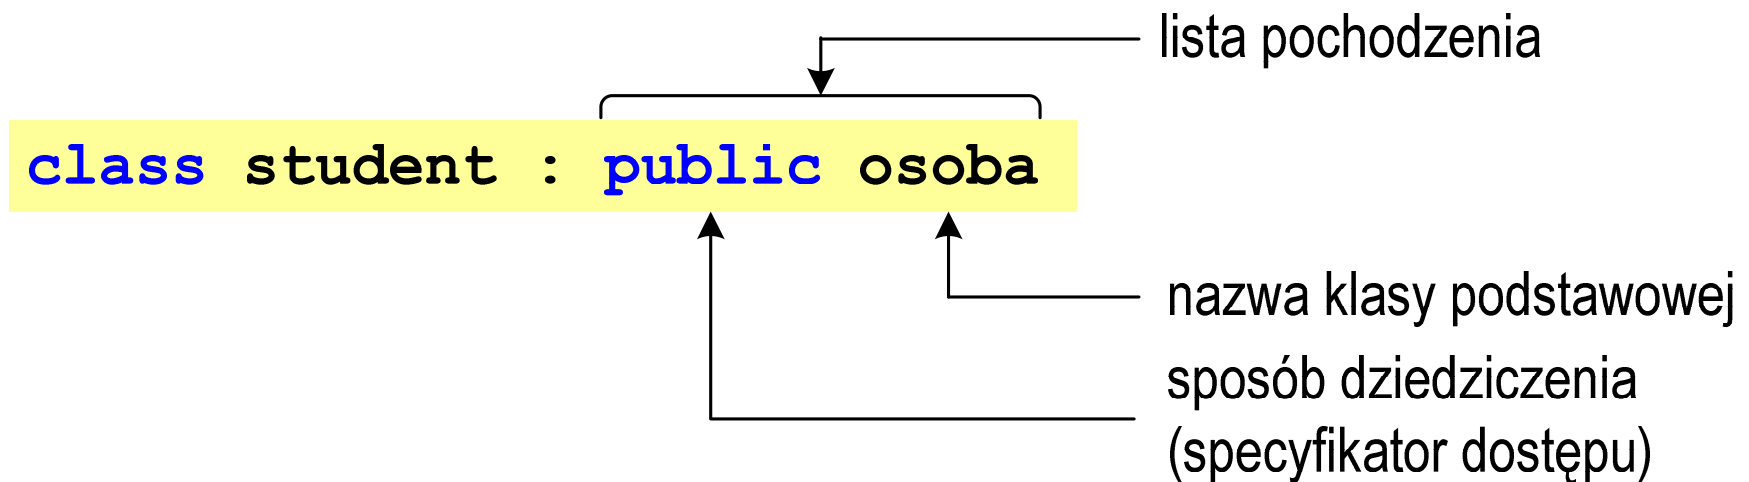 lista pochodzenia
class student : public osoba
nazwa klasy podstawowej
sposób dziedziczenia
(specyfikator dostępu)